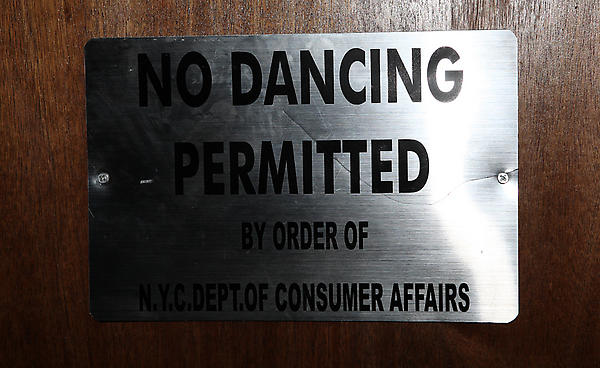 NO DANCING
PERMITTED
BY ORDER OF
N.Y.C.DEPT.OF CONSUMER AFFAIRS